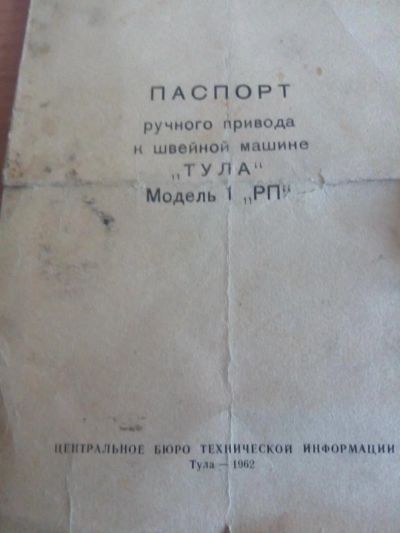 ПАСПОРТ
ручного привода
к швейной машине
„ТУЛА“
Модель 1 „РП“
ЦЕНТРАЛЬНОЕ БЮРО ТЕХНИЧЕСКОЙ ИНФОРМАЦИИ
Тула — 1962